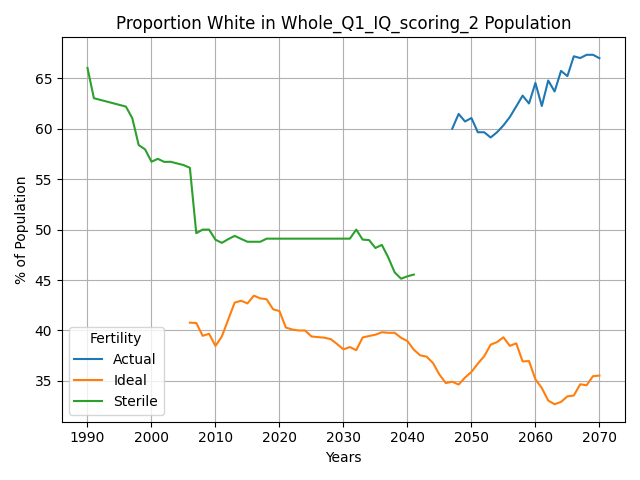 Proportion White in Whole_Q1_IQ_scoring_2 Population
% of Population
65
60
55
50
45
40
35
Fertility
Actual
Ideal
Sterile
1990 2000 2010 2020 2030 2040 2050 2060 2070
Years